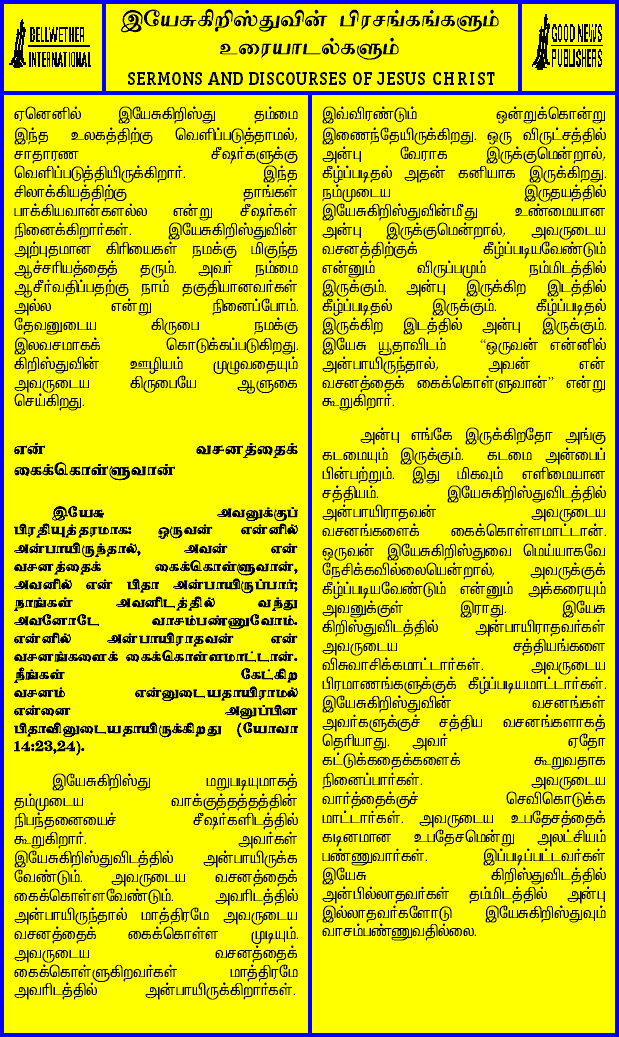 BELLWETHER
INTERNATIONAL
இயேசுகிறிஸ்துவின் பிரசங்கங்களும்
உரையாடல்களும்
SERMONS AND DISCOURSES OF JESUS CHRIST
GOOD NEWS
PUBLISHERS
ஏனெனில் இயேசுகிறிஸ்து தம்மை
இந்த உலகத்திற்கு வெளிப்படுத்தாமல்,
சாதாரண சீஷர்களுக்கு
வெளிப்படுத்தியிருக்கிறார். இந்த
சிலாக்கியத்திற்கு தாங்கள்
பாக்கியவான்களல்ல என்று சீஷர்கள்
நினைக்கிறார்கள். இயேசுகிறிஸ்துவின்
அற்புதமான கிரியைகள் நமக்கு மிகுந்த
ஆச்சரியத்தைத் தரும். அவர் நம்மை
ஆசீர்வதிப்பதற்கு நாம் தகுதியானவர்கள்
அல்ல என்று நினைப்போம்.
தேவனுடைய கிருபை நமக்கு
இலவசமாகக் கொடுக்கப்படுகிறது.
கிறிஸ்துவின் ஊழியம் முழுவதையும்
அவருடைய கிருபையே ஆளுகை
செய்கிறது.
என் வசனத்தைக்
கைக்கொள்ளுவான்
இயேசு அவனுக்குப்
பிரதியுத்தரமாக: ஒருவன் என்னில்
அன்பாயிருந்தால், அவன் என்
வசனத்தைக் கைக்கொள்ளுவான்,
அவனில் என் பிதா அன்பாயிருப்பார்;
நாங்கள் அவனிடத்தில் வந்து
அவனோடே வாசம்பண்ணுவோம்.
என்னில் அன்பாயிராதவன் என்
வசனங்களைக் கைக்கொள்ளமாட்டான்.
நீங்கள் கேட்கிற
வசனம் என்னுடையதாயிராமல்
என்னை அனுப்பின
பிதாவினுடையதாயிருக்கிறது (யோவா
14:23,24).
இயேசுகிறிஸ்து மறுபடியுமாகத்
தம்முடைய வாக்குத்தத்தத்தின்
நிபந்தனையைச் சீஷர்களிடத்தில்
கூறுகிறார். அவர்கள்
இயேசுகிறிஸ்துவிடத்தில் அன்பாயிருக்க
வேண்டும். அவருடைய வசனத்தைக்
கைக்கொள்ளவேண்டும். அவரிடத்தில்
அன்பாயிருந்தால் மாத்திரமே அவருடைய
வசனத்தைக் கைக்கொள்ள முடியும்.
அவருடைய வசனத்தைக்
கைக்கொள்ளுகிறவர்கள் மாத்திரமே
அவரிடத்தில் அன்பாயிருக்கிறார்கள்.
இவ்விரண்டும் ஒன்றுக்கொன்று
இணைந்தேயிருக்கிறது. ஒரு விருட்சத்தில்
அன்பு வேராக இருக்குமென்றால்,
கீழ்ப்படிதல் அதன் கனியாக இருக்கிறது.
நம்முடைய இருதயத்தில்
இயேசுகிறிஸ்துவின்மீது உண்மையான
அன்பு இருக்குமென்றால், அவருடைய
வசனத்திற்குக் கீழ்ப்படியவேண்டும்
என்னும் விருப்பமும் நம்மிடத்தில்
இருக்கும். அன்பு இருக்கிற இடத்தில்
கீழ்ப்படிதல் இருக்கும். கீழ்ப்படிதல்
இருக்கிற இடத்தில் அன்பு இருக்கும்.
இயேசு யூதாவிடம் “ஒருவன் என்னில்
அன்பாயிருந்தால், அவன் என்
வசனத்தைக் கைக்கொள்ளுவான்” என்று
கூறுகிறார்.
அன்பு எங்கே இருக்கிறதோ அங்கு
கடமையும் இருக்கும். கடமை அன்பைப்
பின்பற்றும். இது மிகவும் எளிமையான
சத்தியம். இயேசுகிறிஸ்துவிடத்தில்
அன்பாயிராதவன் அவருடைய
வசனங்களைக் கைக்கொள்ளமாட்டான்.
ஒருவன் இயேசுகிறிஸ்துவை மெய்யாகவே
நேசிக்கவில்லையென்றால், அவருக்குக்
கீழ்ப்படியவேண்டும் என்னும் அக்கரையும்
அவனுக்குள் இராது. இயேசு
கிறிஸ்துவிடத்தில் அன்பாயிராதவர்கள்
அவருடைய சத்தியங்களை
விசுவாசிக்கமாட்டார்கள். அவருடைய
பிரமாணங்களுக்குக் கீழ்ப்படியமாட்டார்கள்.
இயேசுகிறிஸ்துவின் வசனங்கள்
அவர்களுக்குச் சத்திய வசனங்களாகத்
தெரியாது. அவர் ஏதோ
கட்டுக்கதைக்களைக் கூறுவதாக
நினைப்பார்கள். அவருடைய
வார்த்தைக்குச் செவிகொடுக்க
மாட்டார்கள். அவருடைய உபதேசத்தைக்
கடினமான உபதேசமென்று அலட்சியம்
பண்ணுவார்கள். இப்படிப்பட்டவர்கள்
இயேசு கிறிஸ்துவிடத்தில்
அன்பில்லாதவர்கள் தம்மிடத்தில் அன்பு
இல்லாதவர்களோடு இயேசுகிறிஸ்துவும்
வாசம்பண்ணுவதில்லை.